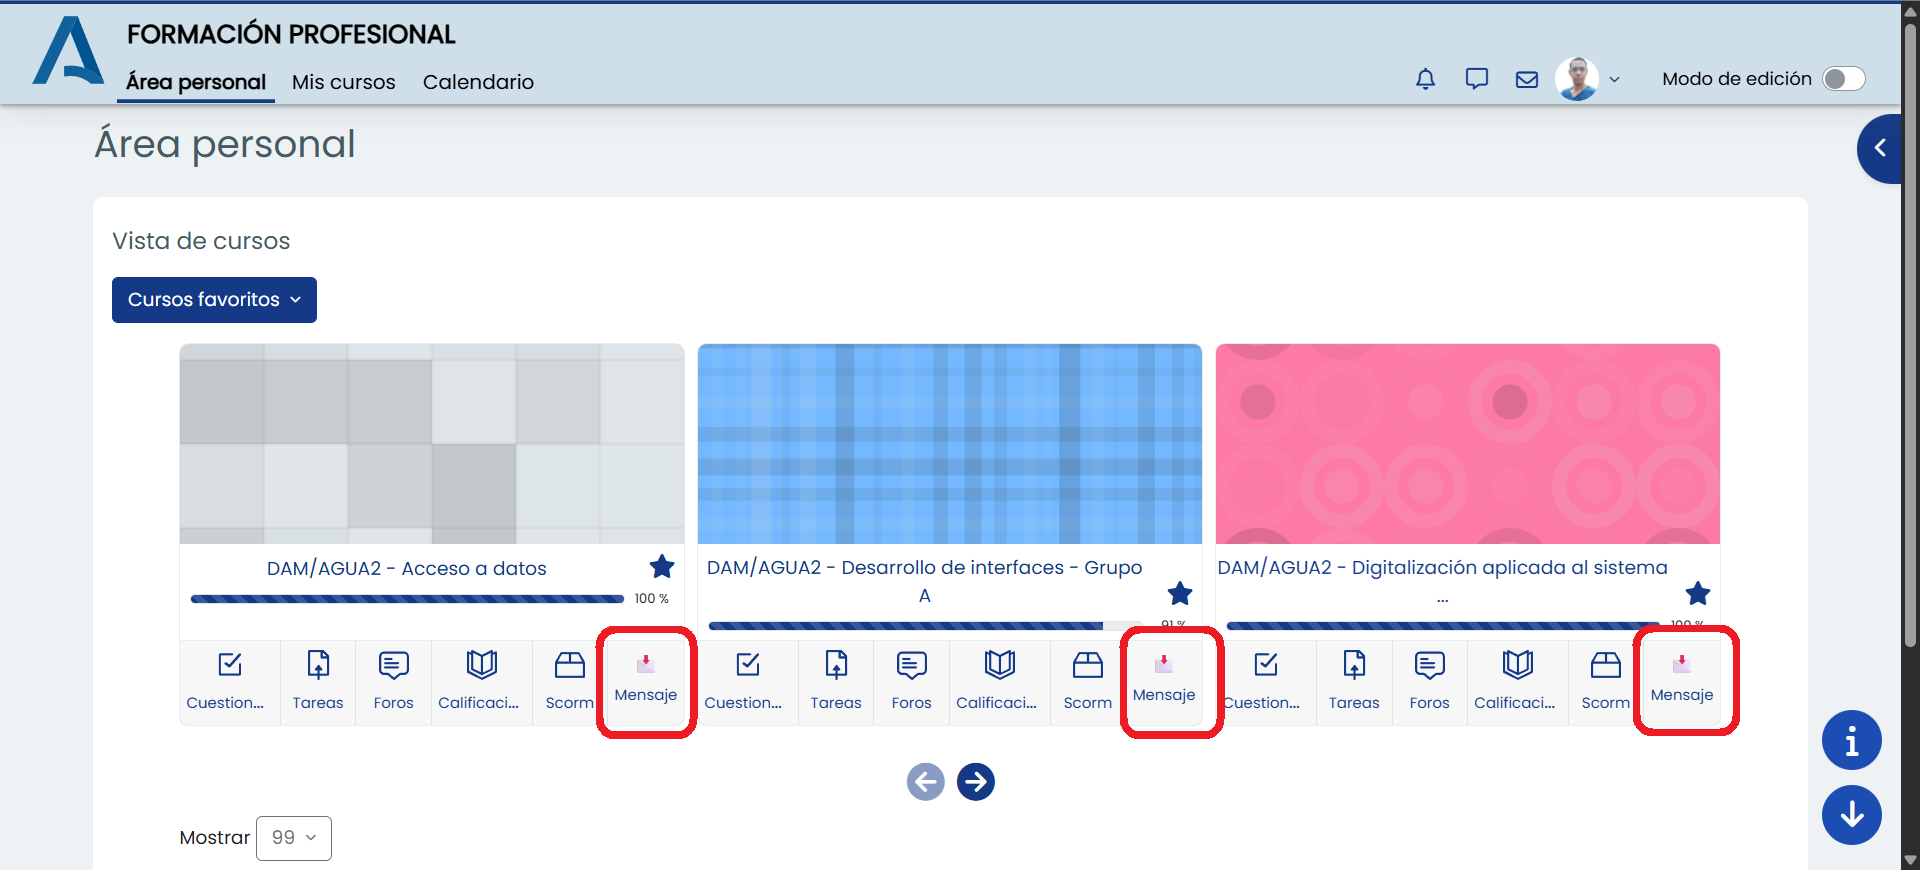 FORMACIÓN PROFESIONAL
Área personal Mis cursos Calendario
Modo de edición
Área personal
Vista de cursos
Cursos favoritos
DAM/AGUA2 - Acceso a datos
100 %
DAM/AGUA2 - Desarrollo de interfaces - Grupo
A
91 %
DAM/AGUA2 - Digitalización aplicada al sistema
...
100 %
Cuestion... Tareas Foros Calificaci... Scorm Mensaje
Cuestion... Tareas Foros Calificaci... Scorm Mensaje
Cuestion... Tareas Foros Calificaci... Scorm Mensaje
Mostrar 99